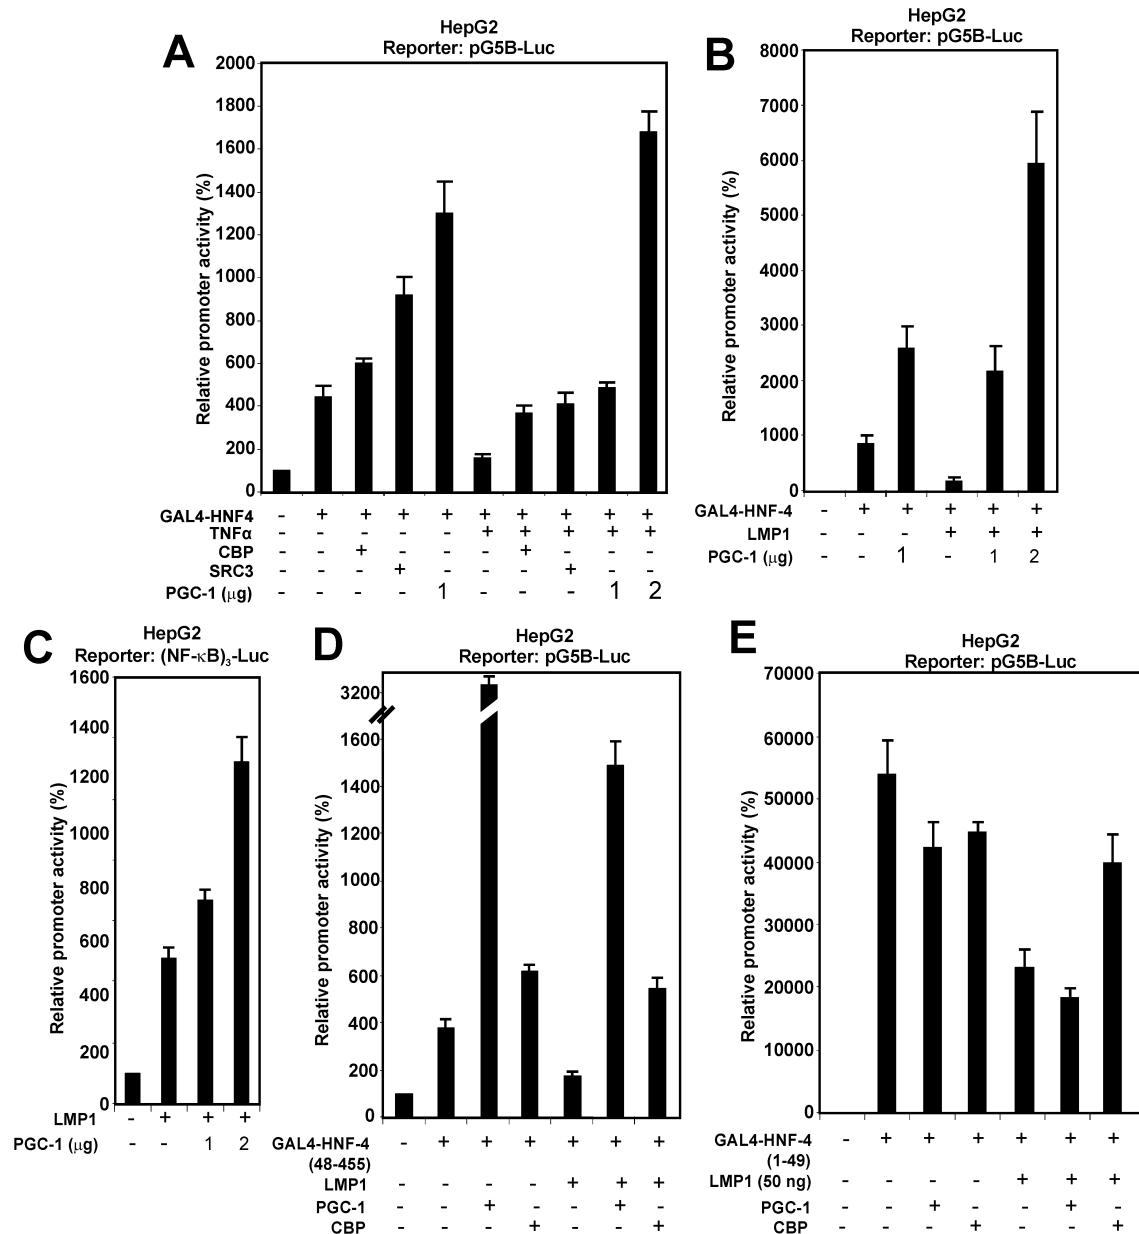 A
HepG2
Reporter: pG5B-Luc
Relative promoter activity (%)
2000
1800
1600
1400
1200
1000
800
600
400
200
0
GAL4-HNF4 - + + + + + + + + +
TNFα - - - - - + + + + +
CBP - - + - - - + - - -
SRC3 - - - + - - - + - -
PGC-1 (μg) - - - - 1 - - - 1 2
B
HepG2
Reporter: pG5B-Luc
Relative promoter activity (%)
8000
7000
6000
5000
4000
3000
2000
1000
0
GAL4-HNF-4 - + + + + +
LMP1 - - - + + +
PGC-1 (μg) - - 1 - 1 2
C
HepG2
Reporter: (NF-κB)3-Luc
Relative promoter activity (%)
1600
1400
1200
1000
800
600
400
200
0
LMP1 - + + +
PGC-1 (μg) - - 1 2
D
HepG2
Reporter: pG5B-Luc
Relative promoter activity (%)
3200
1600
1400
1200
1000
800
600
400
200
0
GAL4-HNF-4 - + + + + + +
(48-455)
LMP1 - - - - + + +
PGC-1 - - + - - + -
CBP - - - + - - +
E
HepG2
Reporter: pG5B-Luc
Relative promoter activity (%)
70000
60000
50000
40000
30000
20000
10000
0
GAL4-HNF-4 - + + + + + +
(1-49)
LMP1 (50 ng) - - - - + + +
PGC-1 - - + - - + -
CBP - - - + - - +